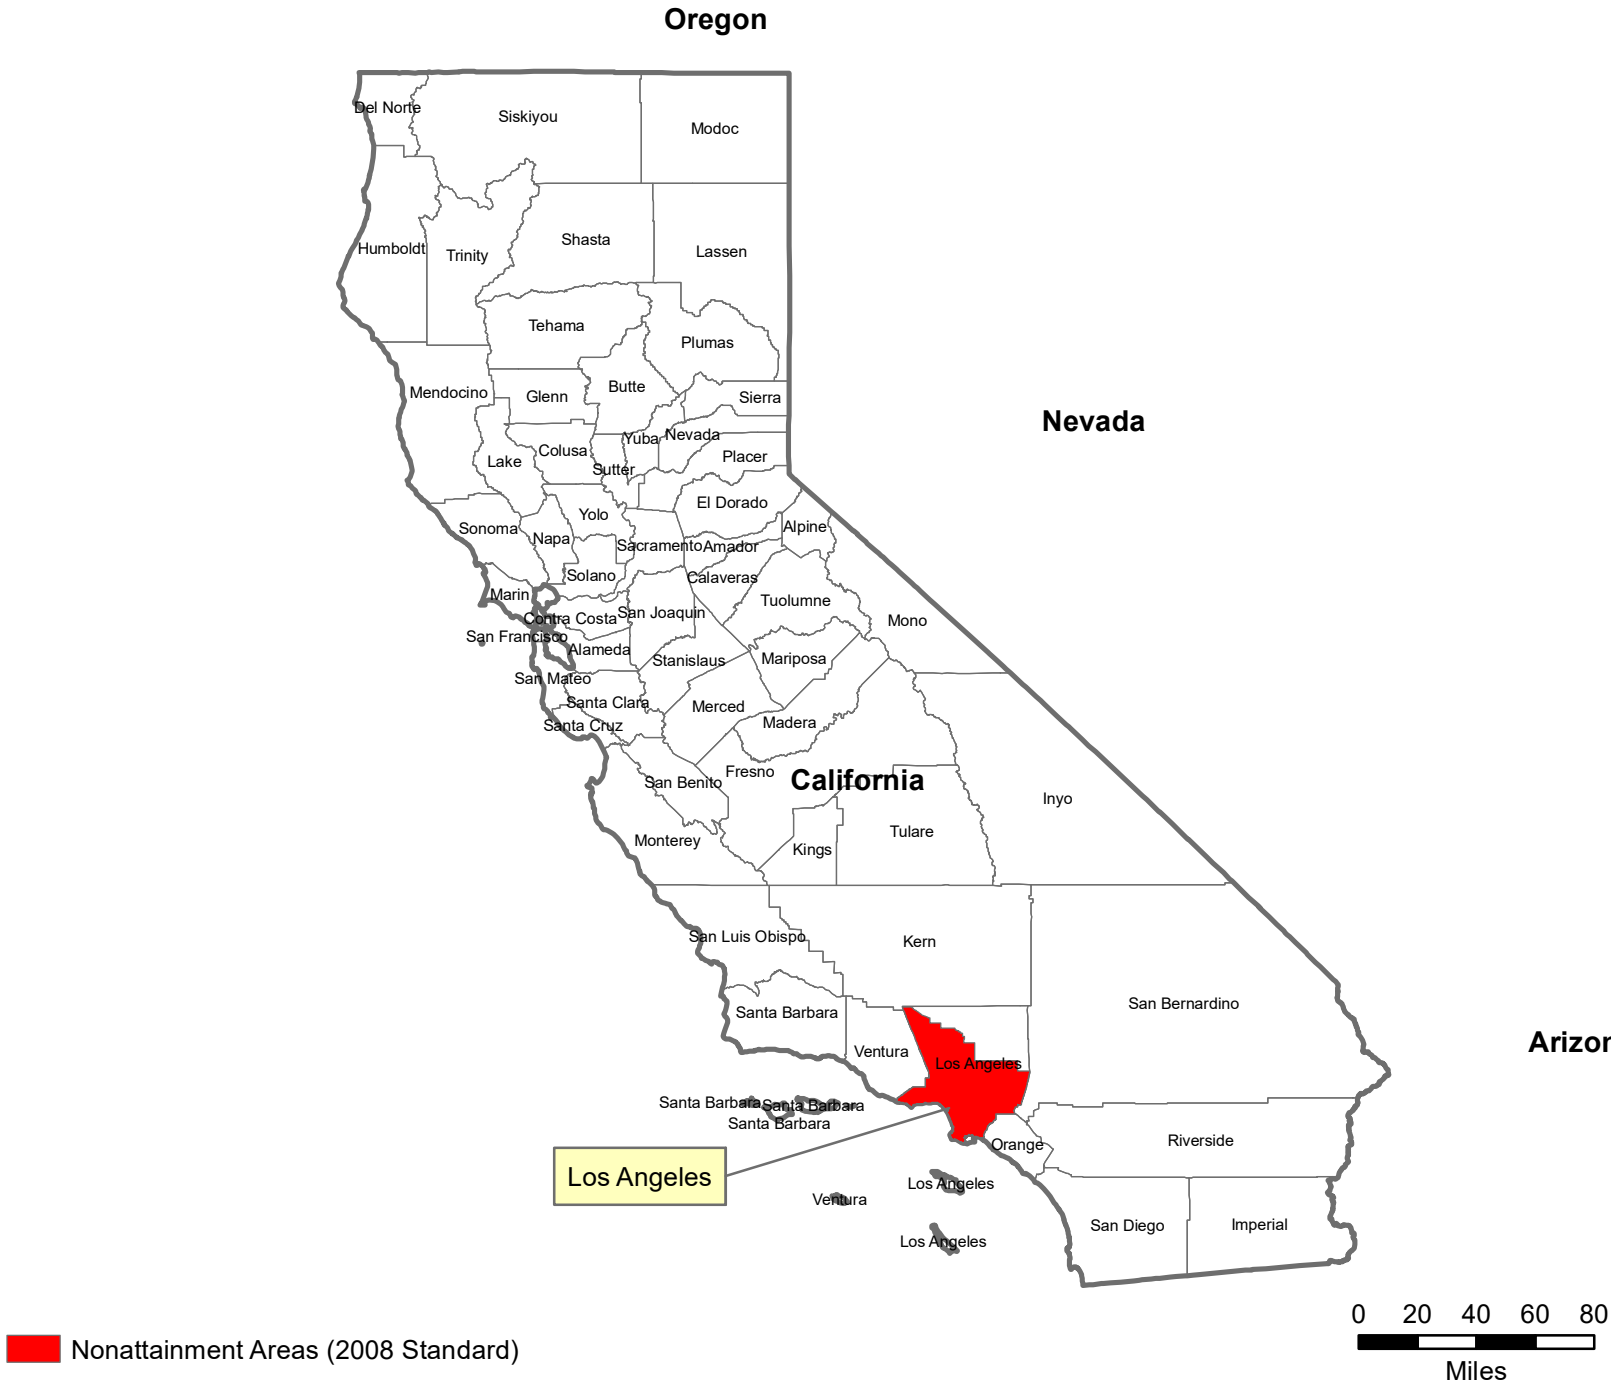 Oregon
Del Norte
Siskiyou
Modoc
Humboldt
Trinity
Shasta
Lassen
Tehama
Plumas
Mendocino
Glenn
Butte
Sierra
Lake
Colusa
Sutter
Yuba
Nevada
Placer
Nevada
Sonoma
Napa
Yolo
El Dorado
Sacramento
Amador
Alpine
Solano
Calaveras
Marin
Contra Costa
San Joaquin
Tuolumne
Mono
San Francisco
Alameda
Stanislaus
Mariposa
San Mateo
Santa Clara
Merced
Madera
Santa Cruz
San Benito
Fresno
California
Inyo
Monterey
Kings
Tulare
San Luis Obispo
Kern
San Bernardino
Santa Barbara
Ventura
Los Angeles
Arizon
Santa Barbara
Santa Barbara
Santa Barbara
Orange
Riverside
Los Angeles
Los Angeles
Ventura
Los Angeles
San Diego
Imperial
0 20 40 60 80
Miles
Nonattainment Areas (2008 Standard)